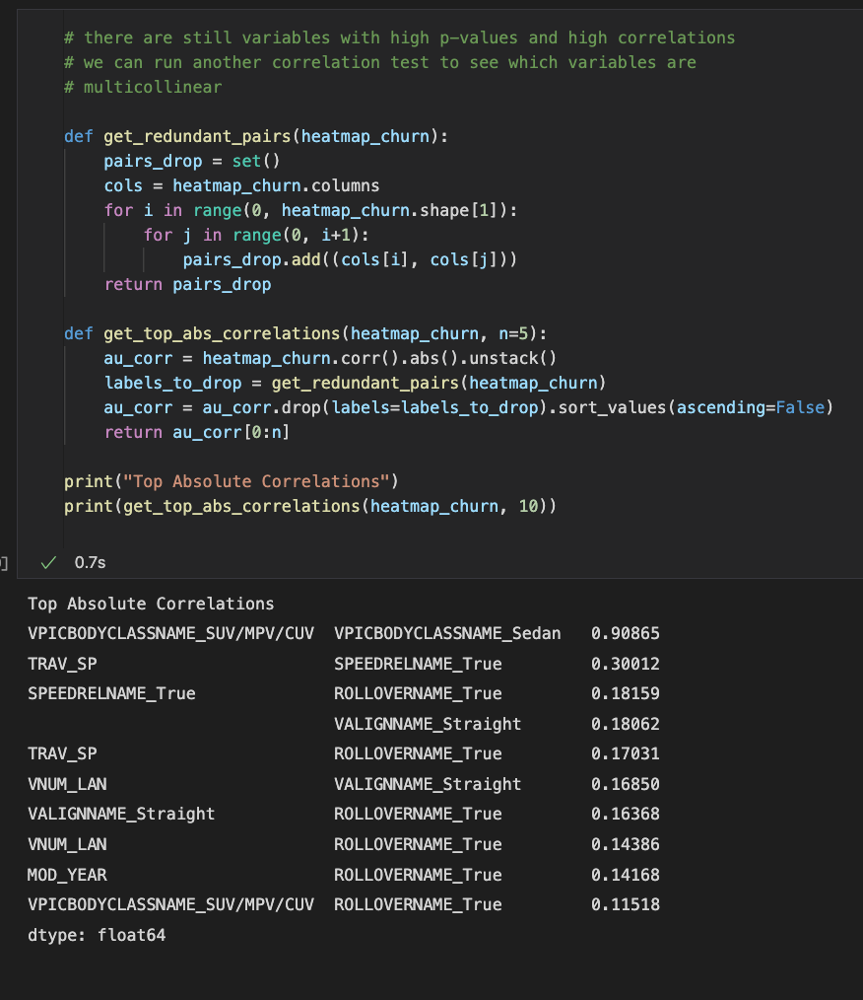 # there are still variables with high p-values and high correlations
# we can run another correlation test to see which variables are
# multicollinear
def get_redundant_pairs(heatmap_churn):
    pairs_drop = set()
    cols = heatmap_churn.columns
    for i in range(0, heatmap_churn.shape[1]):
        for j in range(0, i+1):
            pairs_drop.add((cols[i], cols[j]))
    return pairs_drop
def get_top_abs_correlations(heatmap_churn, n=5):
    au_corr = heatmap_churn.corr().abs().unstack()
    labels_to_drop = get_redundant_pairs(heatmap_churn)
    au_corr = au_corr.drop(labels=labels_to_drop).sort_values(ascending=False)
    return au_corr[0:n]
print("Top Absolute Correlations")
print(get_top_abs_correlations(heatmap_churn, 10))
] ✓ 0.7s
Top Absolute Correlations
VPICBODYCLASSNAME_SUV/MPV/CUV  VPICBODYCLASSNAME_Sedan   0.90865
TRAV_SP                        SPEEDRELNAME_True         0.30012
SPEEDRELNAME_True              ROLLOVERNAME_True         0.18159
                               VALIGNNAME_Straight       0.18062
TRAV_SP                        ROLLOVERNAME_True         0.17031
VNUM_LAN                       VALIGNNAME_Straight       0.16850
VALIGNNAME_Straight            ROLLOVERNAME_True         0.16368
VNUM_LAN                       ROLLOVERNAME_True         0.14386
MOD_YEAR                       ROLLOVERNAME_True         0.14168
VPICBODYCLASSNAME_SUV/MPV/CUV  ROLLOVERNAME_True         0.11518
dtype: float64